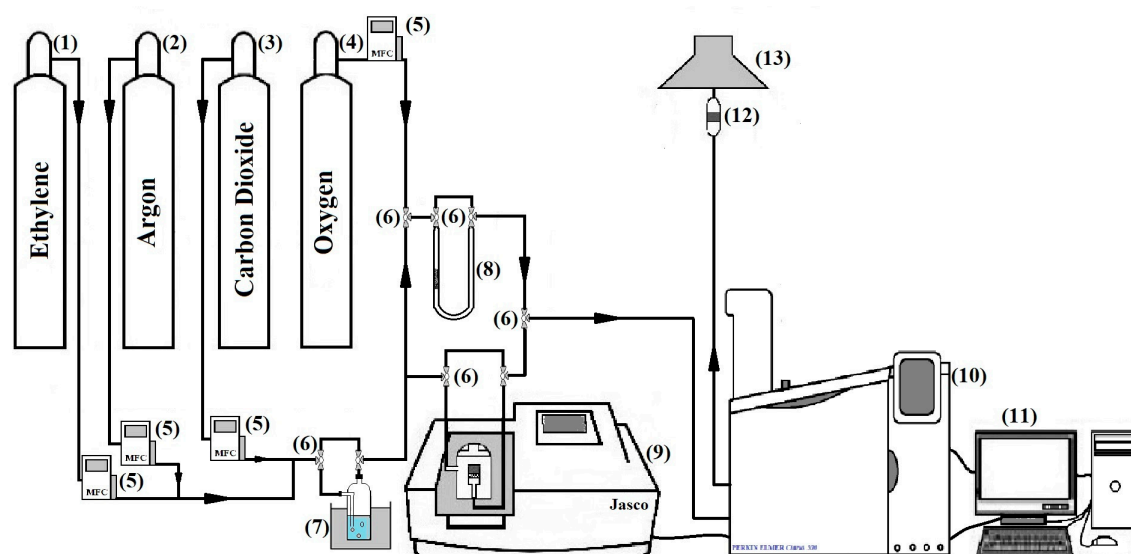 (1)
(2)
(3)
(4)
(5)
MFC
Ethylene
Argon
Carbon Dioxide
Oxygen
(13)
(12)
(6)
(6)
(8)
(6)
(6)
(10)
(11)
(5)
MFC
(5)
MFC
(5)
MFC
(6)
(7)
(9)
Jasco
PERKIN ELMER Clarus 500